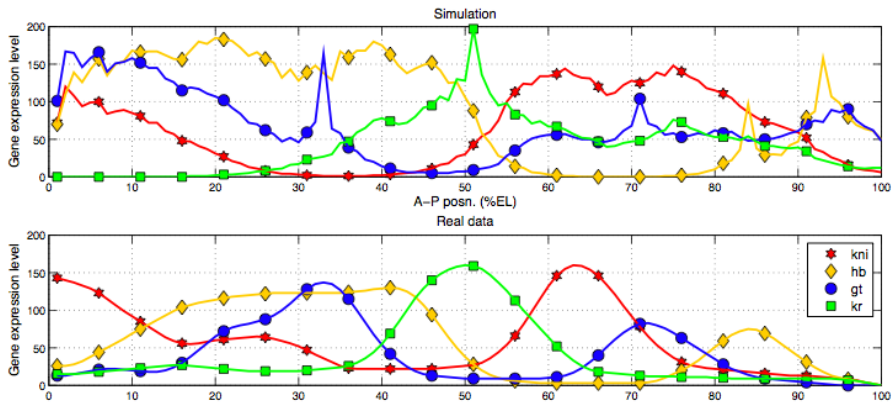 Simulation
Gene expression level
200
150
100
50
0
0 10 20 30 40 50 60 70 80 90 100
A−P posn. (%EL)
Real data
Gene expression level
200
150
100
50
0
kni
hb
gt
kr
0 10 20 30 40 50 60 70 80 90 100